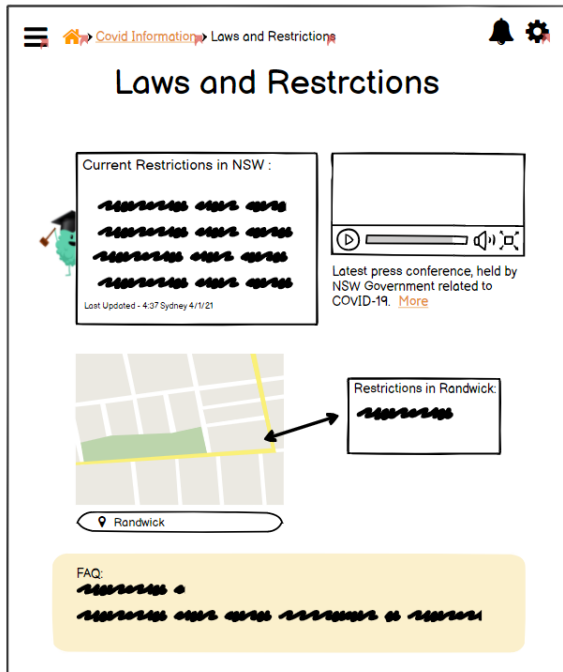 Covid Information Laws and Restrictions
Laws and Restrctions
Current Restrictions in NSW :
Last Updated - 4:37 Sydney 4/1/21
Latest press conference, held by
NSW Government related to
COVID-19. More
Restrictions in Randwick:
Randwick
FAQ: